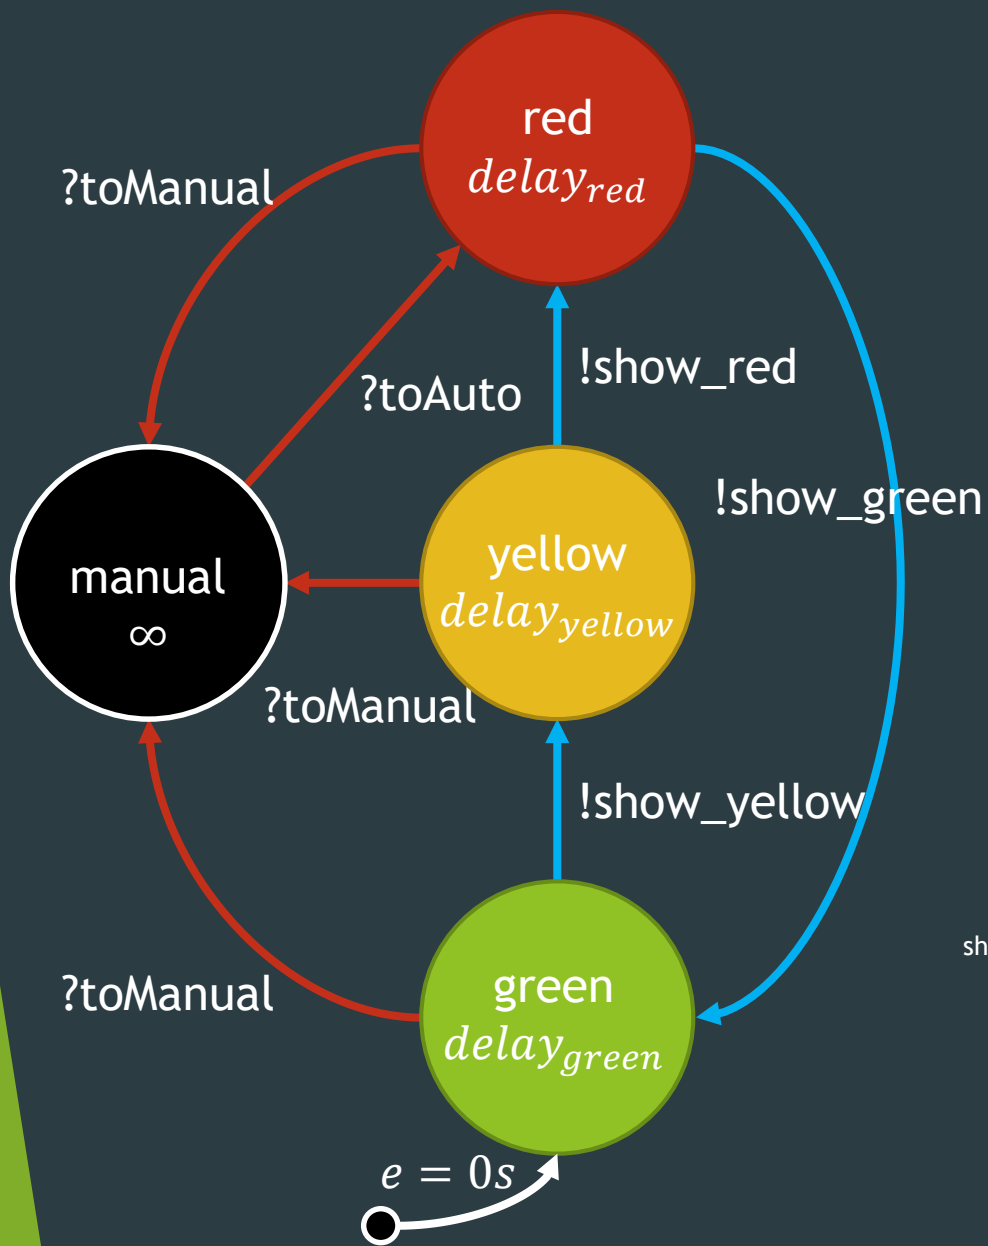 red
delay_red
?toManual
?toAuto
!show_red
!show_green
manual
∞
yellow
delay_yellow
?toManual
!show_yellow
sh
?toManual
green
delay_green
e = 0s